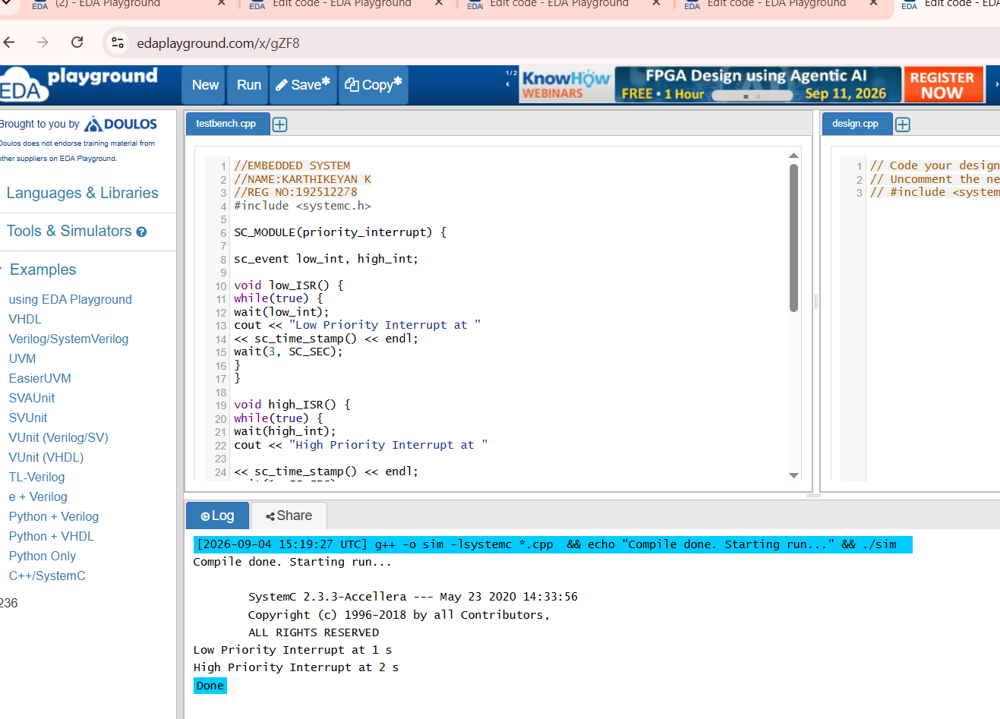 (2) - EDA Playground
Edit code - EDA Playground
Edit code - EDA Playground
Edit code - EDA Playground
Edit code - EDA
edaplayground.com/x/gZF8
EDA playground
New
Run
Save*
Copy*
1/2
KnowHow WEBINARS
FPGA Design using Agentic AI
FREE • 1 Hour
Sep 11, 2026
REGISTER NOW
Brought to you by DOULOS
Doulos does not endorse training material from
other suppliers on EDA Playground.
Languages & Libraries
Tools & Simulators
Examples
using EDA Playground
VHDL
Verilog/SystemVerilog
UVM
EasierUVM
SVAUnit
SVUnit
VUnit (Verilog/SV)
VUnit (VHDL)
TL-Verilog
e + Verilog
Python + Verilog
Python + VHDL
Python Only
C++/SystemC
236
testbench.cpp
1 //EMBEDDED SYSTEM
2 //NAME:KARTHIKEYAN K
3 //REG NO:192512278
4 #include <systemc.h>
5
6 SC_MODULE(priority_interrupt) {
7
8 sc_event low_int, high_int;
9
10 void low_ISR() {
11 while(true) {
12 wait(low_int);
13 cout << "Low Priority Interrupt at "
14 << sc_time_stamp() << endl;
15 wait(3, SC_SEC);
16 }
17 }
18
19 void high_ISR() {
20 while(true) {
21 wait(high_int);
22 cout << "High Priority Interrupt at "
23
24 << sc_time_stamp() << endl;
design.cpp
1 // Code your design
2 // Uncomment the ne
3 // #include <system
Log
Share
[2026-09-04 15:19:27 UTC] g++ -o sim -lsystemc *.cpp  && echo "Compile done. Starting run..." && ./sim
Compile done. Starting run...
SystemC 2.3.3-Accellera --- May 23 2020 14:33:56
Copyright (c) 1996-2018 by all Contributors,
ALL RIGHTS RESERVED
Low Priority Interrupt at 1 s
High Priority Interrupt at 2 s
Done